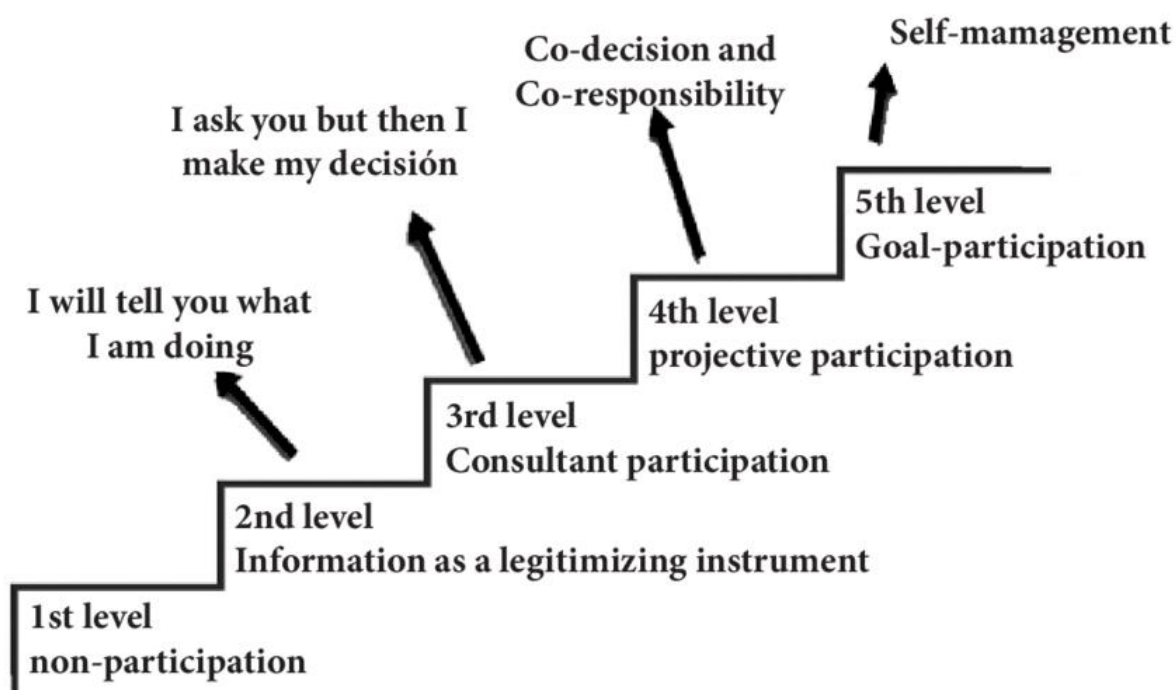 Self-mamagement
Co-decision and
Co-responsibility
I ask you but then I
make my decisión
5th level
Goal-participation
I will tell you what
I am doing
4th level
projective participation
3rd level
Consultant participation
2nd level
Information as a legitimizing instrument
1st level
non-participation